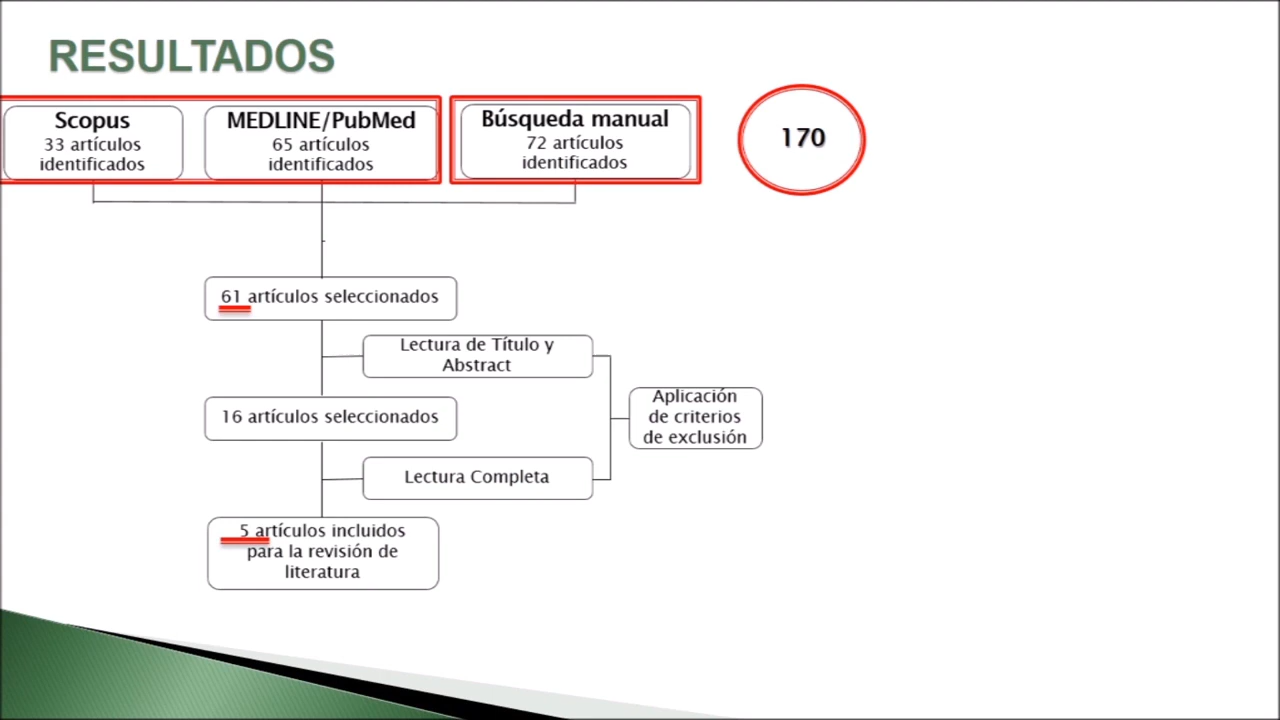 RESULTADOS
Scopus
33 artículos
identificados
MEDLINE/PubMed
65 artículos
identificados
Búsqueda manual
72 artículos
identificados
170
61 artículos seleccionados
Lectura de Título y
Abstract
16 artículos seleccionados
Aplicación
de criterios
de exclusión
Lectura Completa
5 artículos incluidos
para la revisión de
literatura